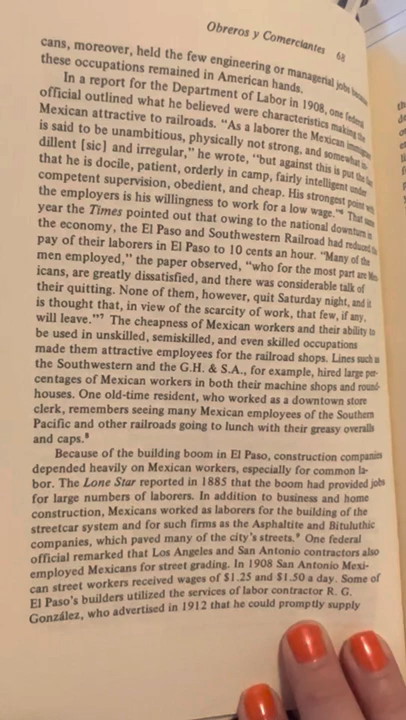 Obreros y Comerciantes 68
cans, moreover, held the few engineering or managerial jobs because
these occupations remained in American hands.
In a report for the Department of Labor in 1908, one federal
official outlined what he believed were characteristics making the
Mexican attractive to railroads. "As a laborer the Mexican immigrant
is said to be unambitious, physically not strong, and somewhat in-
dillent [sic] and irregular," he wrote, "but against this is put the fact
that he is docile, patient, orderly in camp, fairly intelligent under
competent supervision, obedient, and cheap. His strongest point with
the employers is his willingness to work for a low wage."⁶ That same
year the Times pointed out that owing to the national downturn in
the economy, the El Paso and Southwestern Railroad had reduced the
pay of their laborers in El Paso to 10 cents an hour. "Many of the
men employed," the paper observed, "who for the most part are Mex-
icans, are greatly dissatisfied, and there was considerable talk of
their quitting. None of them, however, quit Saturday night, and it
is thought that, in view of the scarcity of work, that few, if any,
will leave."⁷ The cheapness of Mexican workers and their ability to
be used in unskilled, semiskilled, and even skilled occupations
made them attractive employees for the railroad shops. Lines such as
the Southwestern and the G.H. & S.A., for example, hired large per-
centages of Mexican workers in both their machine shops and round-
houses. One old-time resident, who worked as a downtown store
clerk, remembers seeing many Mexican employees of the Southern
Pacific and other railroads going to lunch with their greasy overalls
and caps.⁸
Because of the building boom in El Paso, construction companies
depended heavily on Mexican workers, especially for common la-
bor. The Lone Star reported in 1885 that the boom had provided jobs
for large numbers of laborers. In addition to business and home
construction, Mexicans worked as laborers for the building of the
streetcar system and for such firms as the Asphaltite and Bituluthic
companies, which paved many of the city's streets.⁹ One federal
official remarked that Los Angeles and San Antonio contractors also
employed Mexicans for street grading. In 1908 San Antonio Mexi-
can street workers received wages of $1.25 and $1.50 a day. Some of
El Paso's builders utilized the services of labor contractor R. G.
González, who advertised in 1912 that he could promptly supply